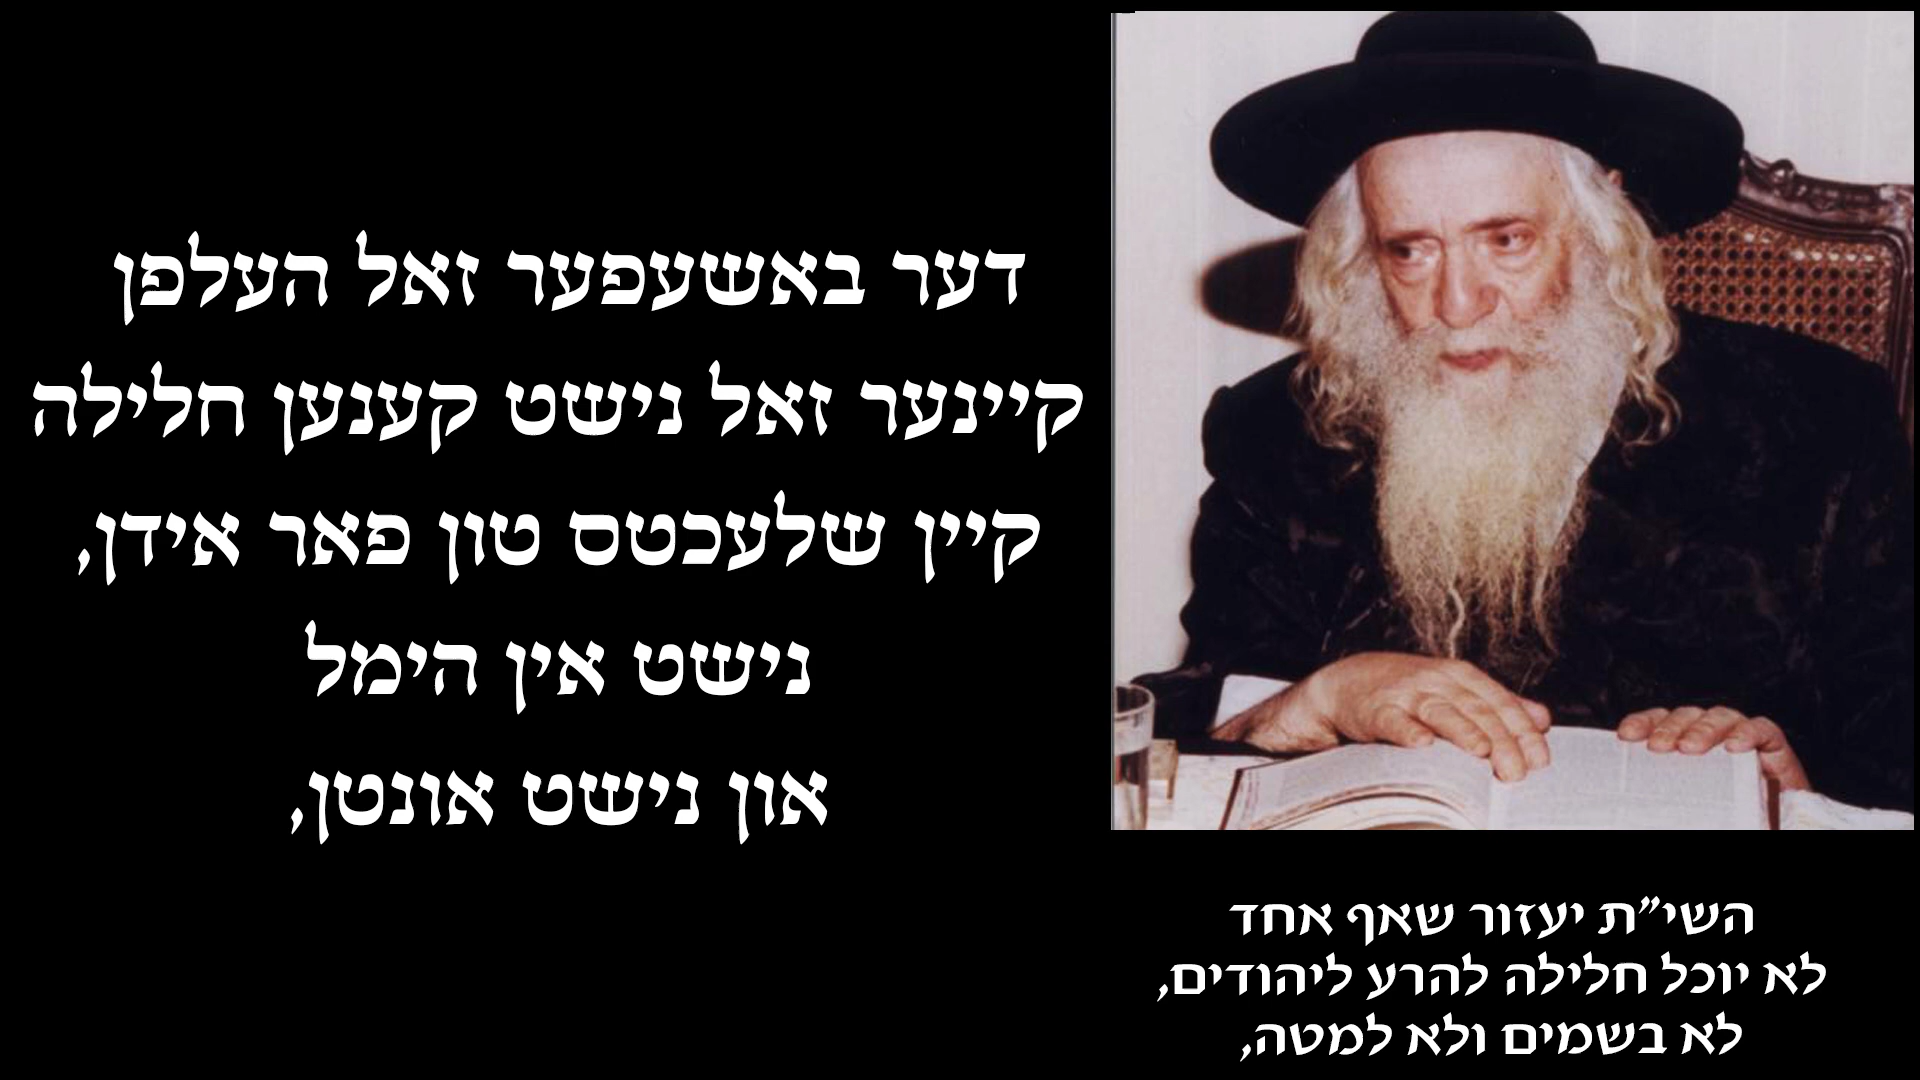 דער באשעפער זאל העלפן
קיינער זאל נישט קענען חלילה
קיין שלעכטס טון פאר אידן,
נישט אין הימל
און נישט אונטן,
השי"ת יעזור שאף אחד
לא יוכל חלילה להרע ליהודים,
לא בשמים ולא למטה,